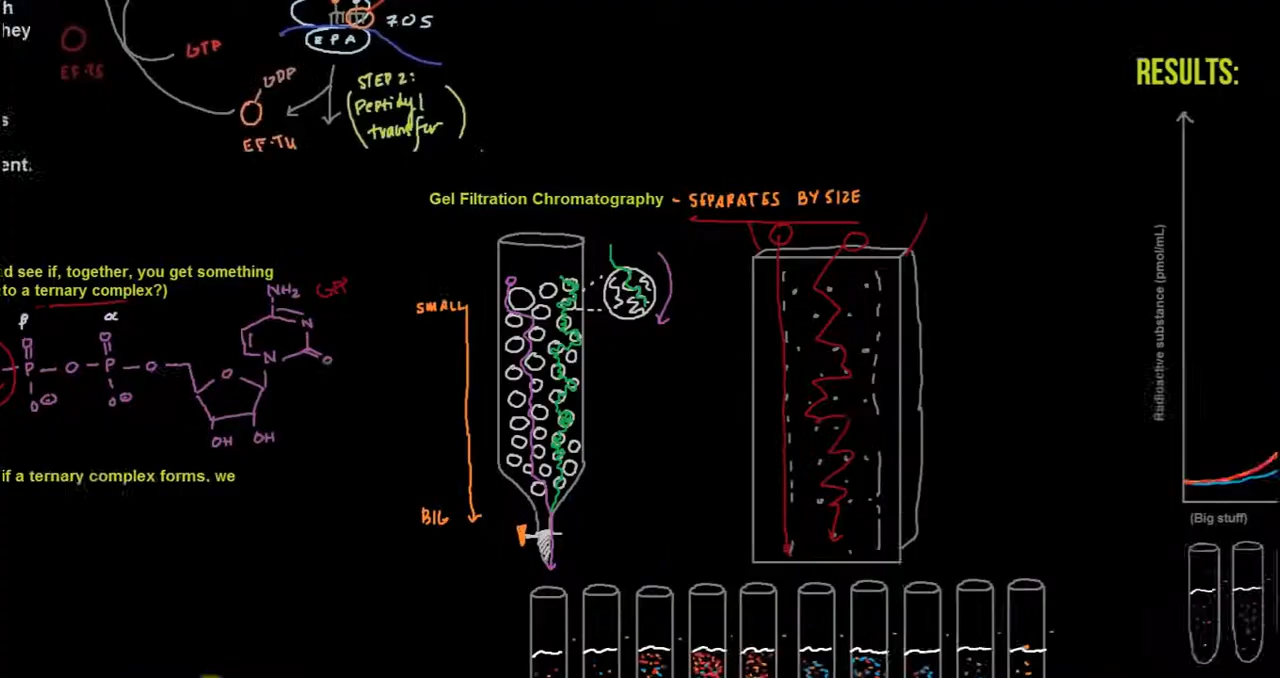 h
hey
s
ent.
EF-TS
GTP
GDP
EF-TU
EPA
70S
STEP 2:
(Peptidyl
transfer)
RESULTS:
Gel Filtration Chromatography - SEPARATES BY SIZE
d see if, together, you get something
to a ternary complex?)
β α
NH₂
N
P O P O
N O
O
O⊖ O⊖
OH OH
if a ternary complex forms, we
SMALL
BIG
Radioactive substance (pmol/mL)
(Big stuff)